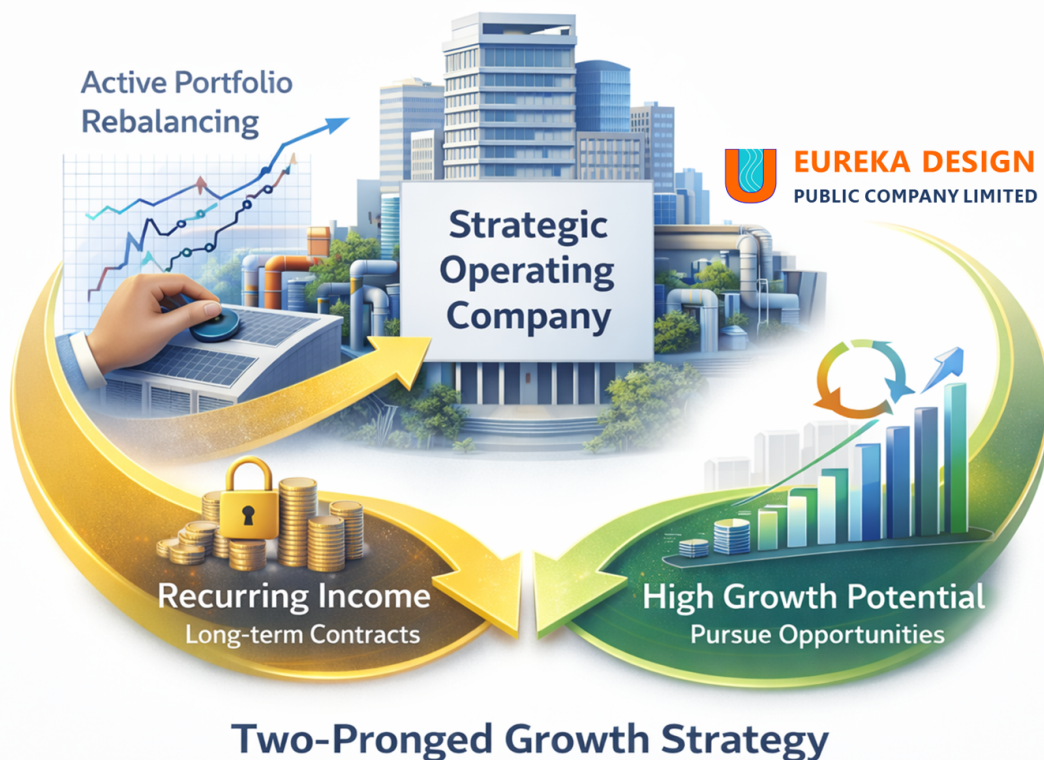 Active Portfolio
Rebalancing
EUREKA DESIGN
PUBLIC COMPANY LIMITED
Strategic
Operating
Company
Recurring Income
Long-term Contracts
High Growth Potential
Pursue Opportunities
Two-Pronged Growth Strategy